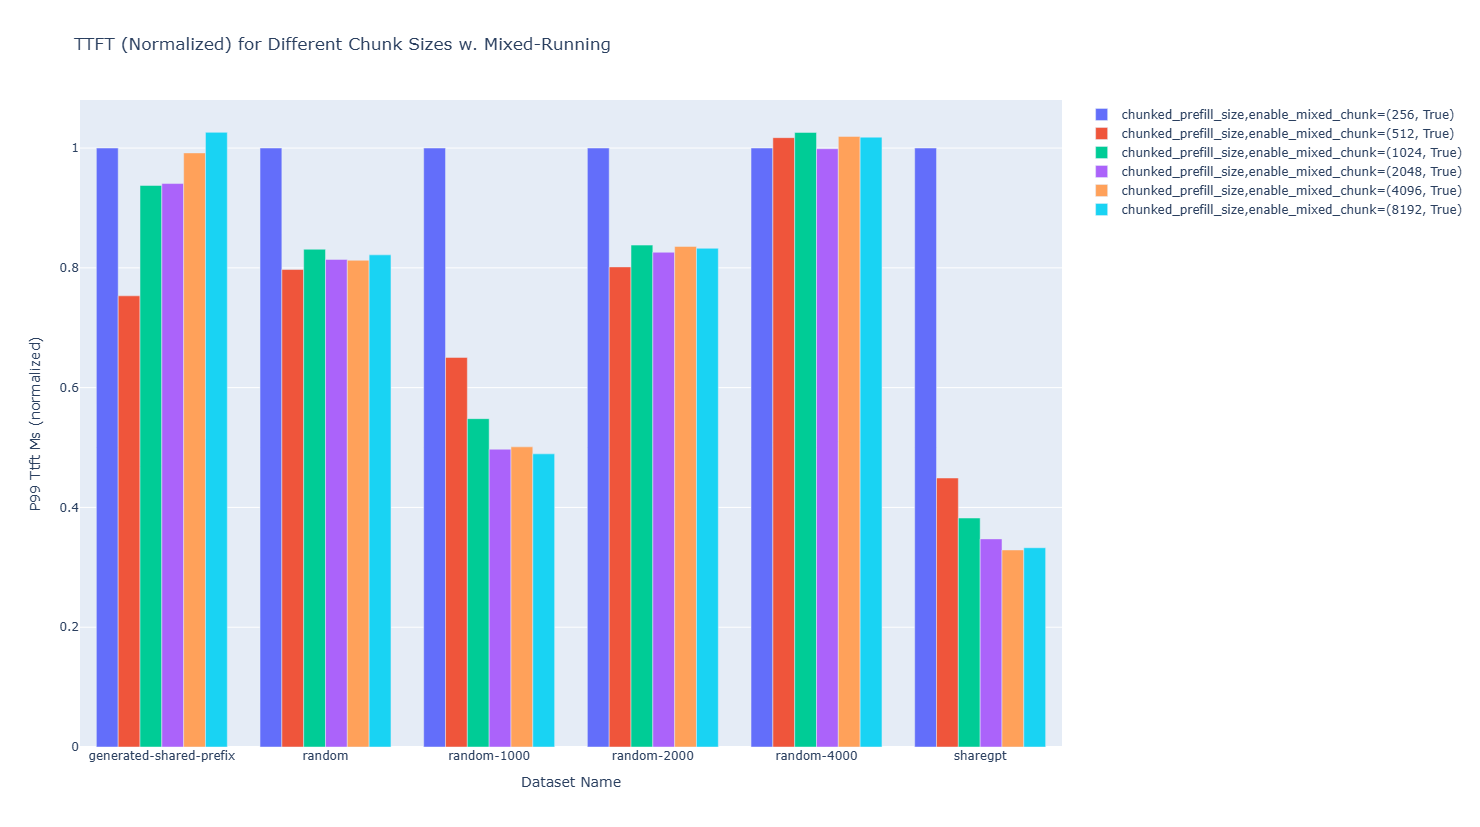 TTFT (Normalized) for Different Chunk Sizes w. Mixed-Running
chunked_prefill_size,enable_mixed_chunk=(256, True)
chunked_prefill_size,enable_mixed_chunk=(512, True)
chunked_prefill_size,enable_mixed_chunk=(1024, True)
chunked_prefill_size,enable_mixed_chunk=(2048, True)
chunked_prefill_size,enable_mixed_chunk=(4096, True)
chunked_prefill_size,enable_mixed_chunk=(8192, True)
P99 Ttft Ms (normalized)
1
0.8
0.6
0.4
0.2
0
generated-shared-prefix
random
random-1000
random-2000
random-4000
sharegpt
Dataset Name